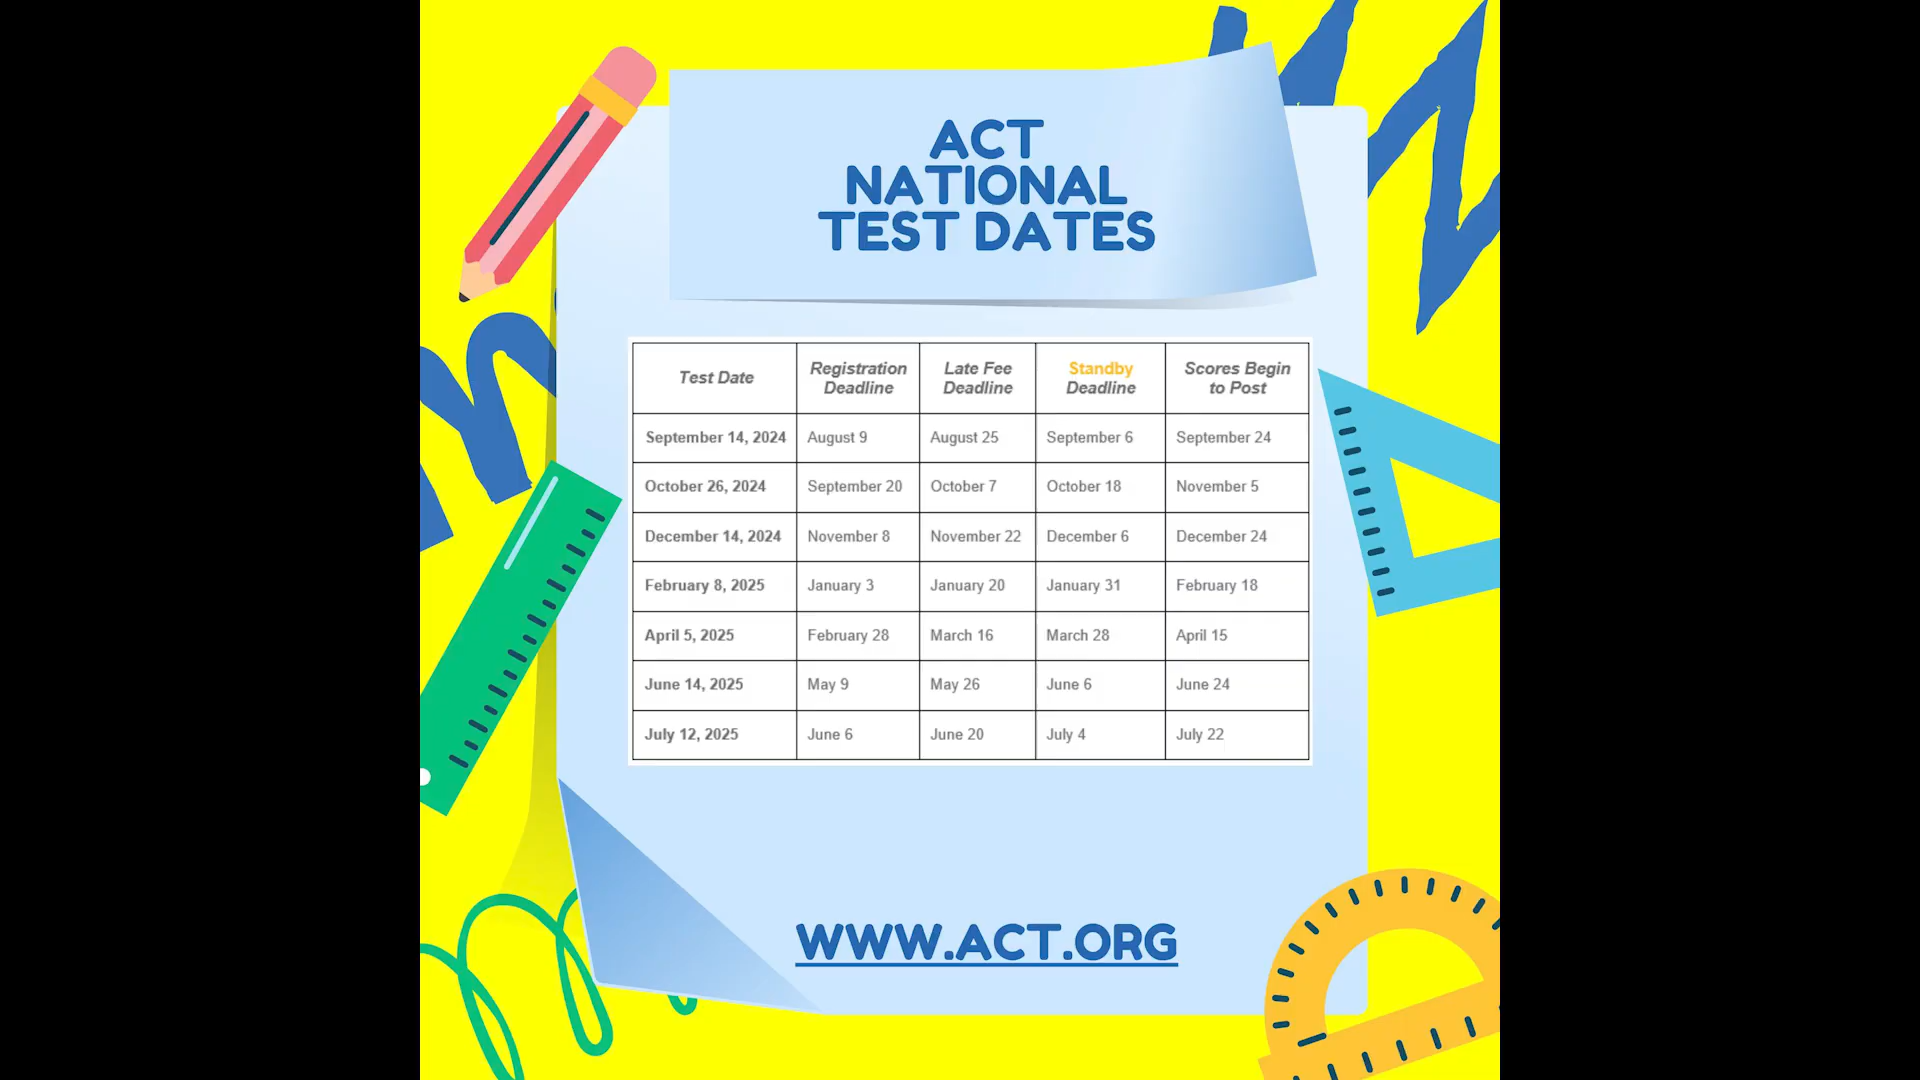 ACT
NATIONAL
TEST DATES
Test Date Registration Deadline Late Fee Deadline Standby Deadline Scores Begin to Post
September 14, 2024 August 9 August 25 September 6 September 24
October 26, 2024 September 20 October 7 October 18 November 5
December 14, 2024 November 8 November 22 December 6 December 24
February 8, 2025 January 3 January 20 January 31 February 18
April 5, 2025 February 28 March 16 March 28 April 15
June 14, 2025 May 9 May 26 June 6 June 24
July 12, 2025 June 6 June 20 July 4 July 22
WWW.ACT.ORG